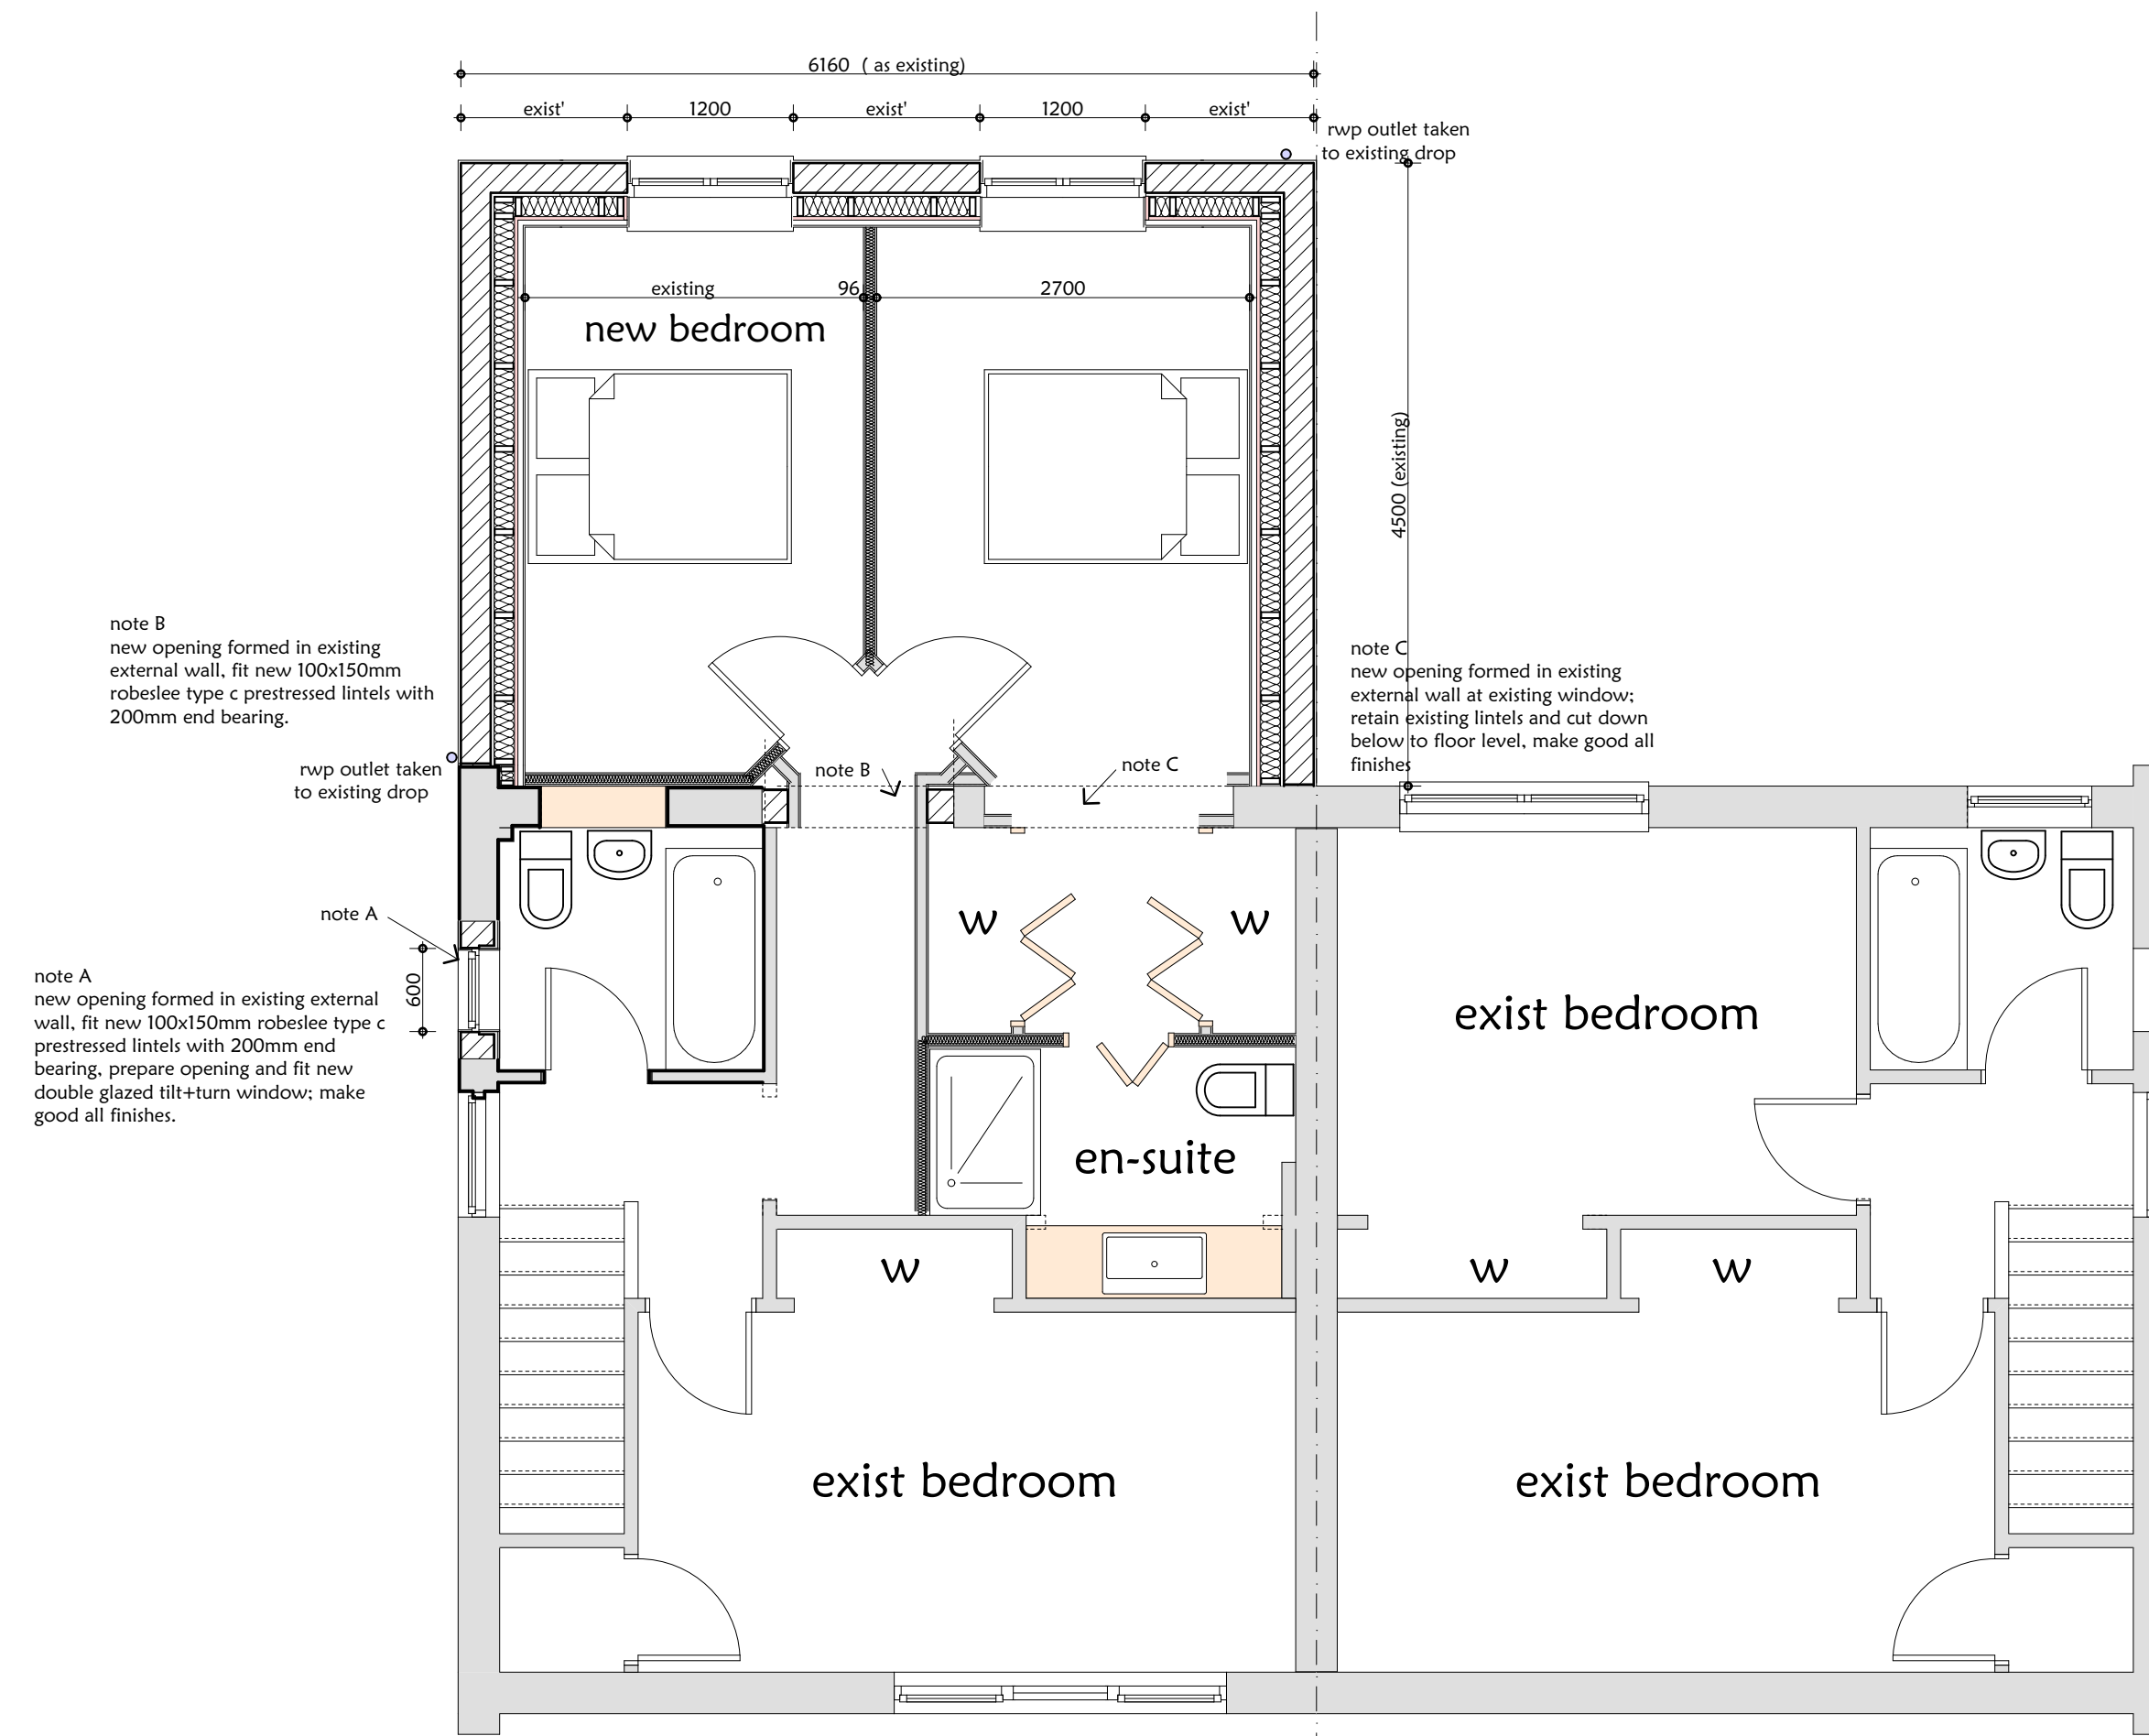 6160 ( as existing)
exist'
1200
exist'
1200
exist'
rwp outlet taken
to existing drop
existing
96
2700
new bedroom
4500 (existing)
note B
new opening formed in existing
external wall, fit new 100x150mm
robeslee type c prestressed lintels with
200mm end bearing.
note C
new opening formed in existing
external wall at existing window;
retain existing lintels and cut down
below to floor level, make good all
finishes
rwp outlet taken
to existing drop
note B
note C
note A
w
w
600
note A
new opening formed in existing external
wall, fit new 100x150mm robeslee type c
prestressed lintels with 200mm end
bearing, prepare opening and fit new
double glazed tilt+turn window; make
good all finishes.
exist bedroom
en-suite
w
w
w
exist bedroom
exist bedroom